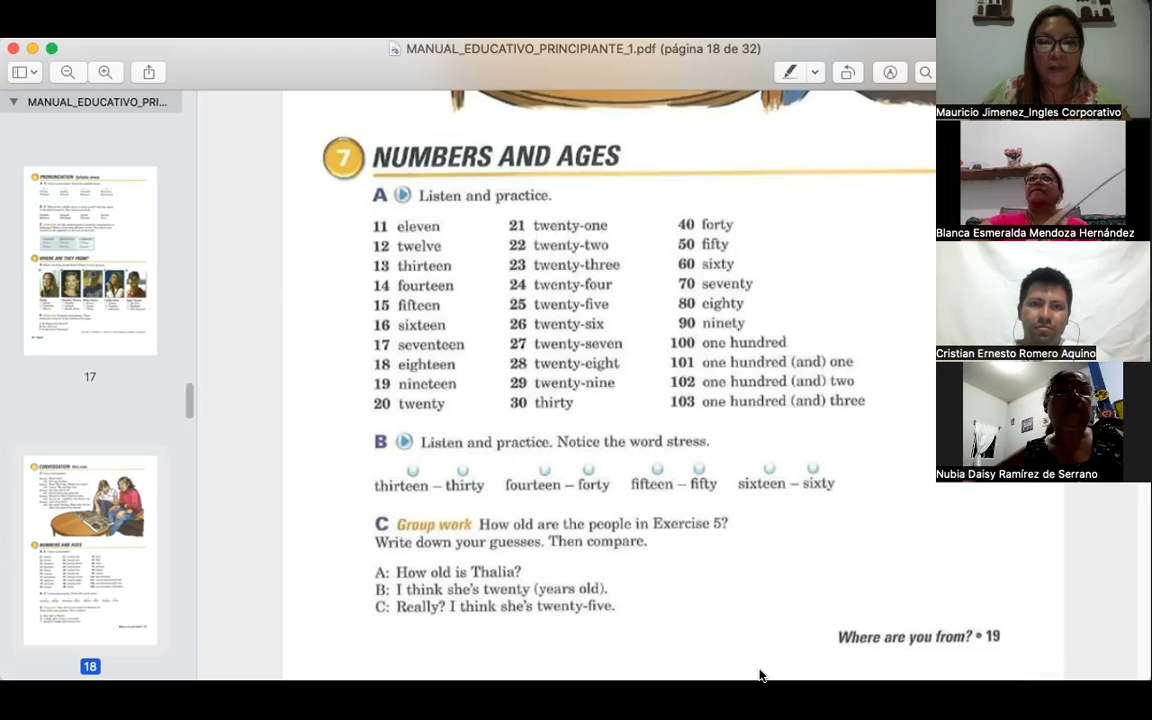 MANUAL_EDUCATIVO_PRINCIPIANTE_1.pdf (página 18 de 32)
MANUAL_EDUCATIVO_PRI...
17
18
7 NUMBERS AND AGES
A Listen and practice.
11 eleven 21 twenty-one 40 forty
12 twelve 22 twenty-two 50 fifty
13 thirteen 23 twenty-three 60 sixty
14 fourteen 24 twenty-four 70 seventy
15 fifteen 25 twenty-five 80 eighty
16 sixteen 26 twenty-six 90 ninety
17 seventeen 27 twenty-seven 100 one hundred
18 eighteen 28 twenty-eight 101 one hundred (and) one
19 nineteen 29 twenty-nine 102 one hundred (and) two
20 twenty 30 thirty 103 one hundred (and) three
B Listen and practice. Notice the word stress.
thirteen – thirty fourteen – forty fifteen – fifty sixteen – sixty
C Group work How old are the people in Exercise 5?
Write down your guesses. Then compare.
A: How old is Thalia?
B: I think she's twenty (years old).
C: Really? I think she's twenty-five.
Where are you from? • 19
Mauricio Jimenez_Ingles Corporativo
Blanca Esmeralda Mendoza Hernández
Cristian Ernesto Romero Aquino
Nubia Daisy Ramírez de Serrano